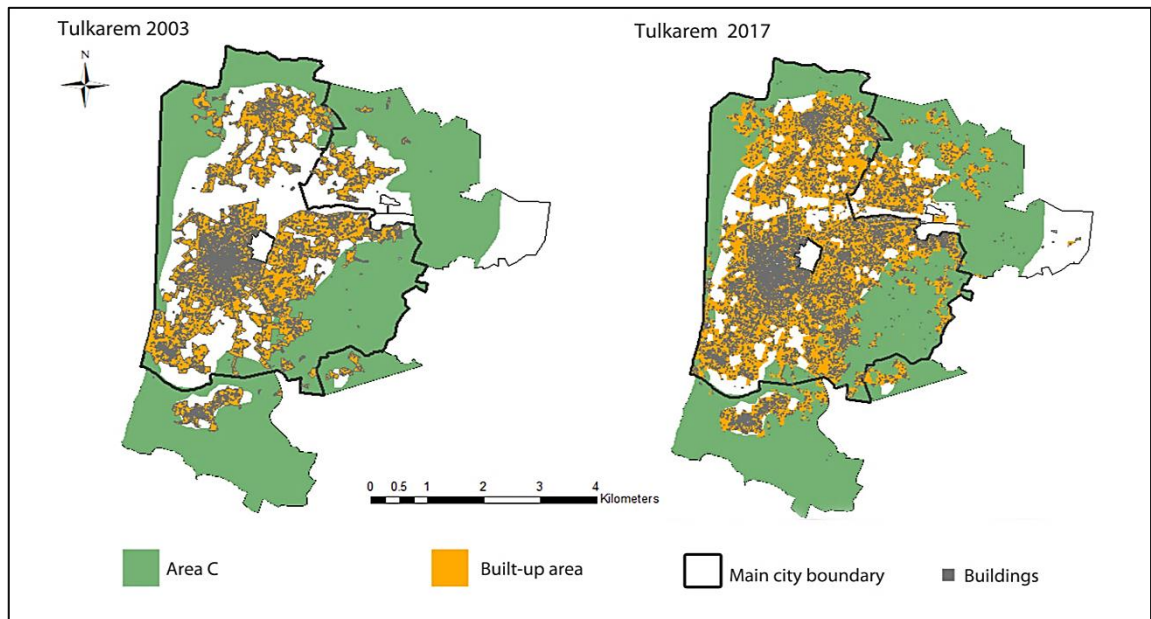 Tulkarem 2003
Tulkarem 2017
N
0 0.5 1 2 3 4
Kilometers
Area C
Built-up area
Main city boundary
Buildings